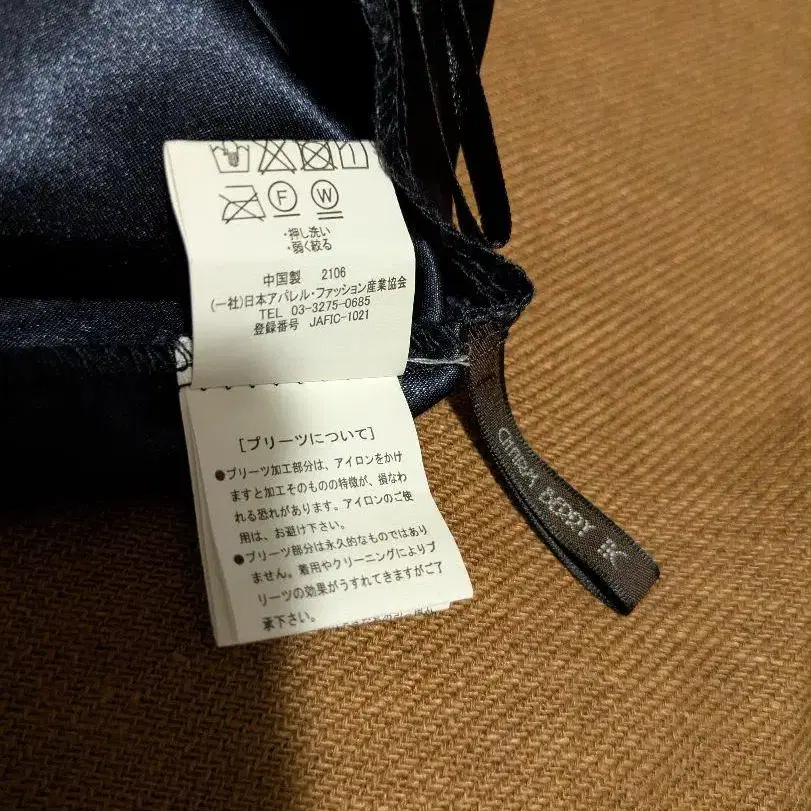 F W
・押し洗い
・弱く絞る
中国製 2106
(一社)日本アパレル・ファッション産業協会
TEL 03-3275-0685
登録番号 JAFIC-1021
[プリーツについて]
●プリーツ加工部分は、アイロンをかけ
ますと加工そのものの特徴が、損なわ
れる恐れがあります。アイロンのご使
用は、お避け下さい。
●プリーツ部分は永久的なものではあり
ません。着用やクリーニングによりプ
リーツの効果がうすれてきますがご了
承下さい。